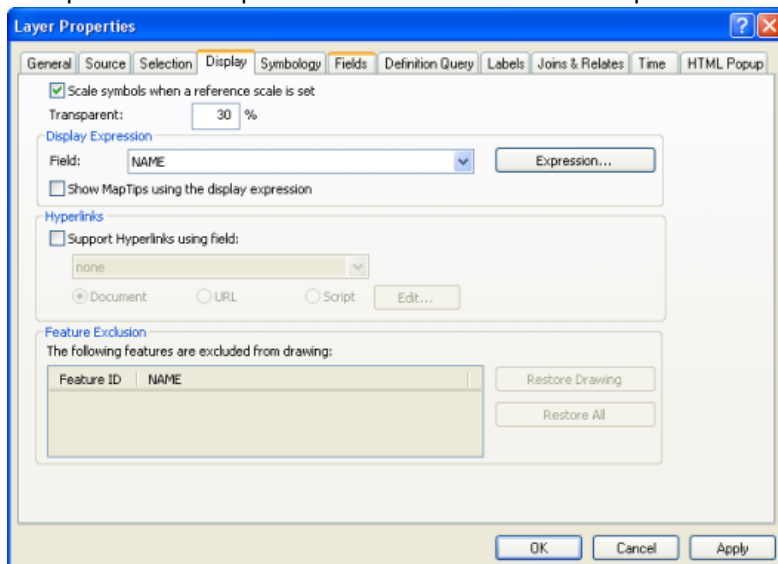 Layer Properties
General Source Selection Display Symbology Fields Definition Query Labels Joins & Relates Time HTML Popup
Scale symbols when a reference scale is set
Transparent: 30 %
Display Expression
Field: NAME Expression...
Show MapTips using the display expression
Hyperlinks
Support Hyperlinks using field:
none
Document URL Script Edit...
Feature Exclusion
The following features are excluded from drawing:
Feature ID NAME
Restore Drawing
Restore All
OK Cancel Apply